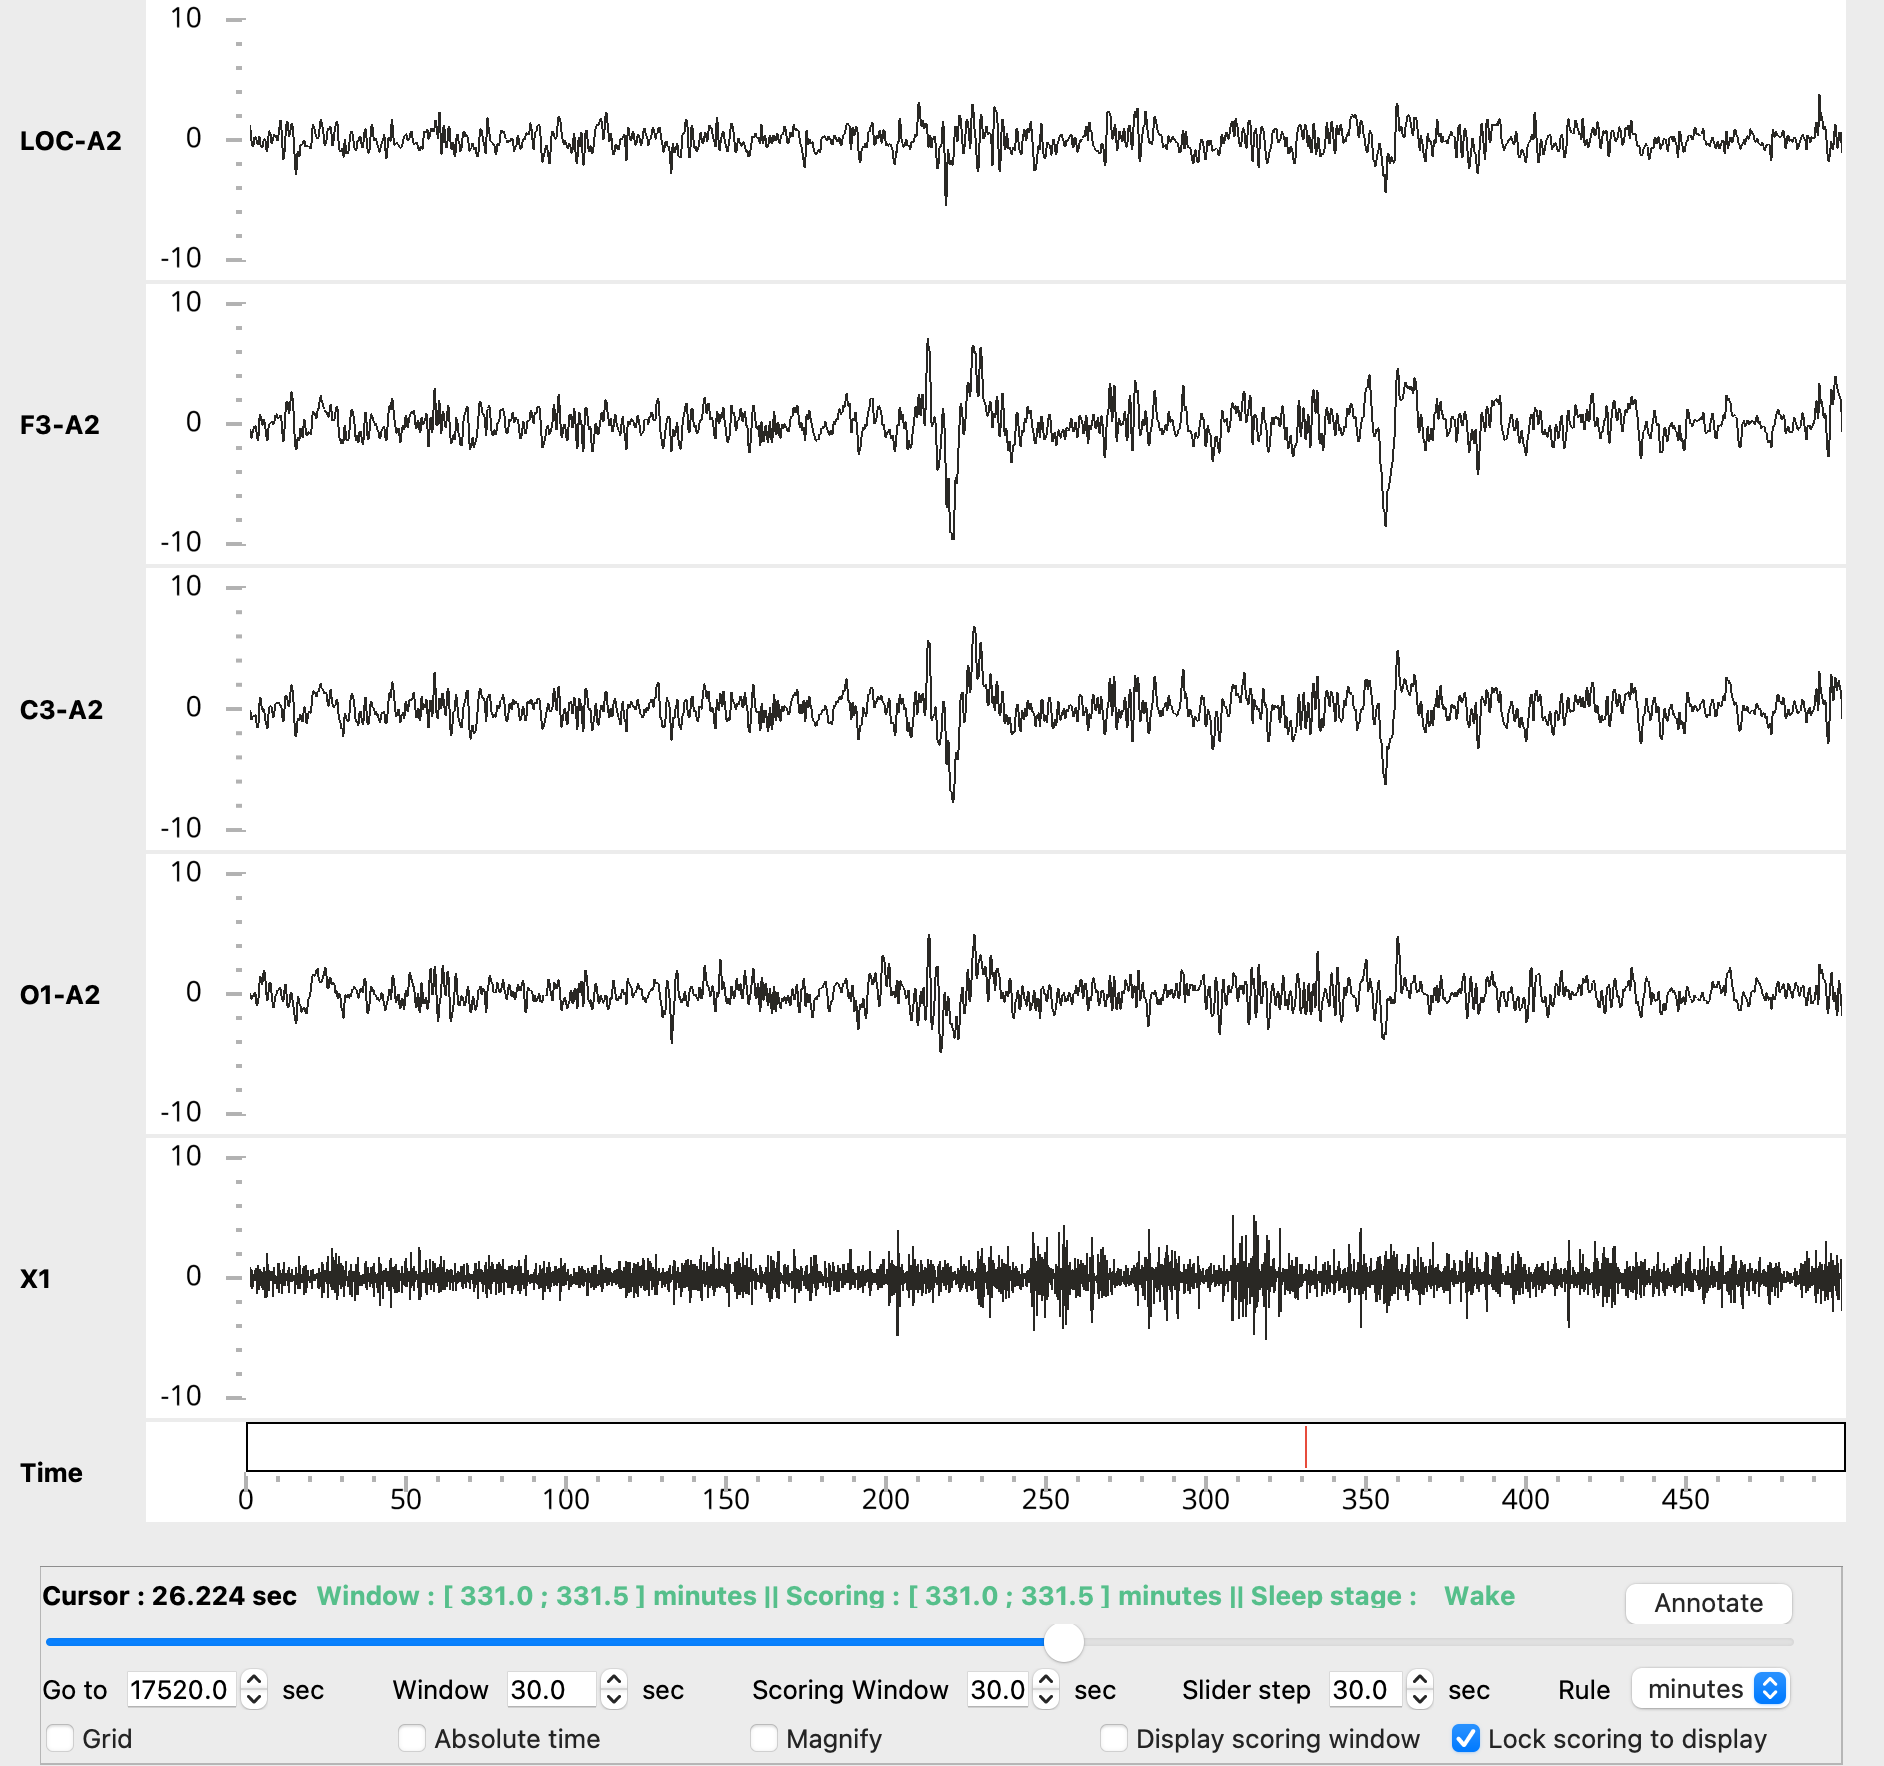 10
LOC-A2
0
-10
10
F3-A2
0
-10
10
C3-A2
0
-10
10
O1-A2
0
-10
10
X1
0
-10
Time
0 50 100 150 200 250 300 350 400 450
Cursor : 26.224 sec Window : [ 331.0 ; 331.5 ] minutes || Scoring : [ 331.0 ; 331.5 ] minutes || Sleep stage : Wake Annotate
Go to 17520.0 sec Window 30.0 sec Scoring Window 30.0 sec Slider step 30.0 sec Rule minutes
Grid Absolute time Magnify Display scoring window Lock scoring to display